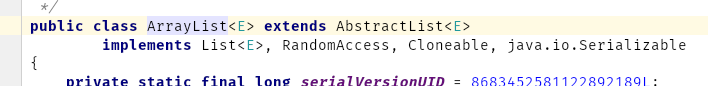 */
public class ArrayList<E> extends AbstractList<E>
implements List<E>, RandomAccess, Cloneable, java.io.Serializable
{
private static final long serialVersionUID = 8683452581122892189L;